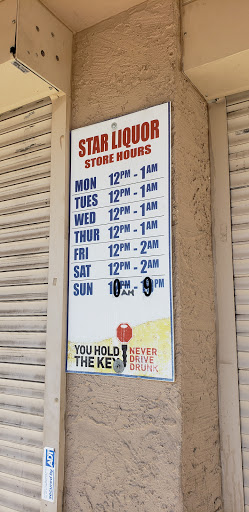 STAR LIQUOR
STORE HOURS
MON 12PM - 1AM
TUES 12PM - 1AM
WED 12PM - 1AM
THUR 12PM - 1AM
FRI 12PM - 2AM
SAT 12PM - 2AM
SUN 10AM - 9PM
YOU HOLD THE KEY
NEVER
DRIVE
DRUNK